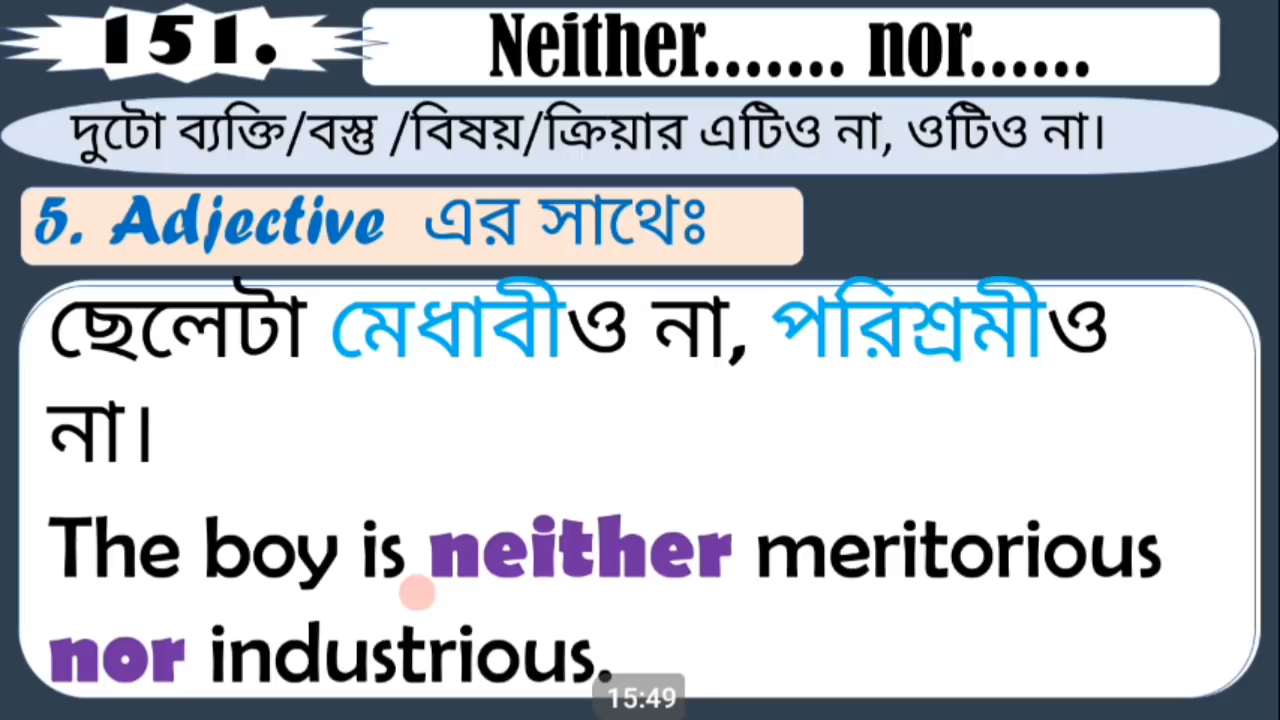 151.
Neither....... nor......
দুটো ব্যক্তি/বস্তু /বিষয়/ক্রিয়ার এটিও না, ওটিও না।
5. Adjective এর সাথেঃ
ছেলেটা মেধাবীও না, পরিশ্রমীও
না।
The boy is neither meritorious
nor industrious.
15:49